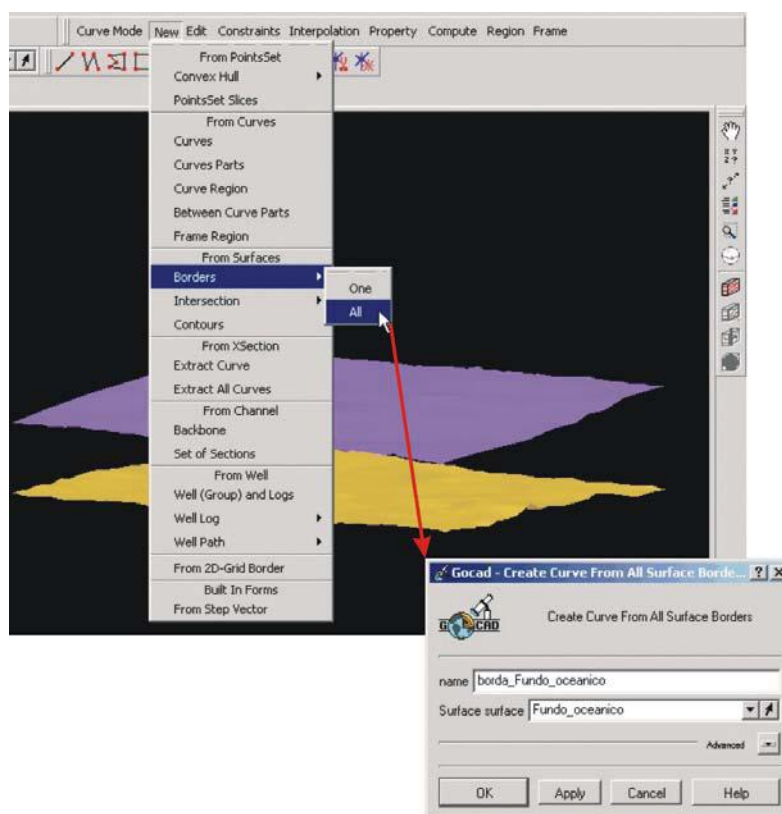 Curve Mode New Edit Constraints Interpolation Property Compute Region Frame
From PointsSet
Convex Hull
PointsSet Slices
From Curves
Curves
Curves Parts
Curve Region
Between Curve Parts
Frame Region
From Surfaces
Borders
One
Intersection
All
Contours
From XSection
Extract Curve
Extract All Curves
From Channel
Backbone
Set of Sections
From Well
Well (Group) and Logs
Well Log
Well Path
From 2D-Grid Border
Built In Forms
From Step Vector
Gocad - Create Curve From All Surface Borde...
GOCAD
Create Curve From All Surface Borders
name borda_Fundo_oceanico
Surface surface Fundo_oceanico
Advanced
OK Apply Cancel Help